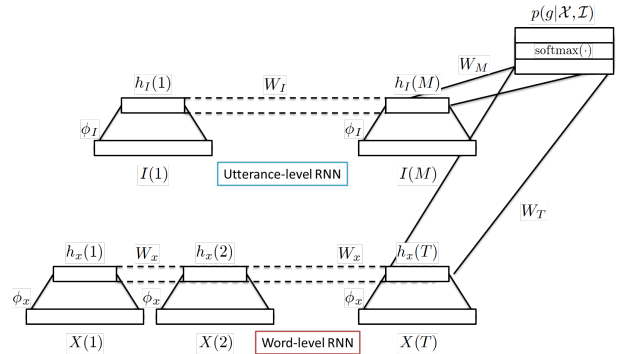 p(g|𝒳, ℐ)
softmax(·)
W_M
h_I(1)
W_I
h_I(M)
ϕ_I
ϕ_I
I(1)
Utterance-level RNN
I(M)
W_T
h_x(1)
W_x
h_x(2)
W_x
h_x(T)
ϕ_x
ϕ_x
ϕ_x
X(1)
X(2)
X(T)
Word-level RNN